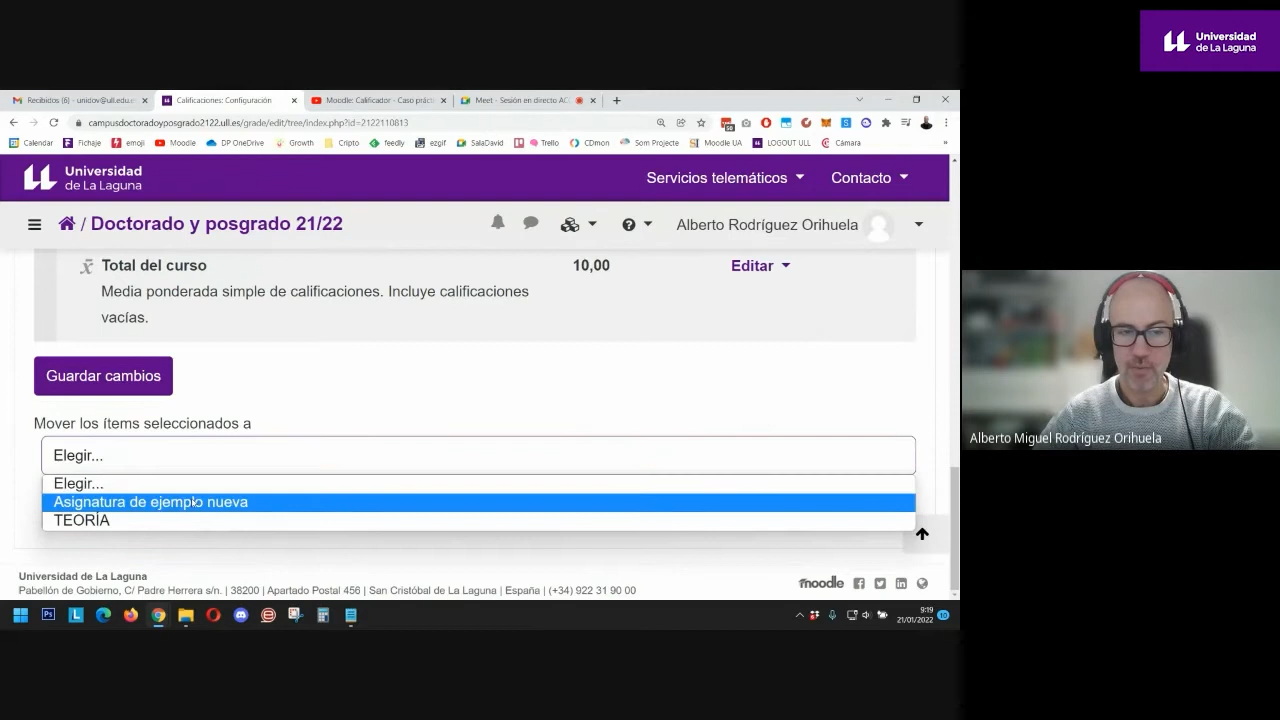 Universidad
de La Laguna
Recibidos (6) - unidov@ull.edu.e
Calificaciones: Configuración
Moodle: Calificador - Caso prácti
Meet - Sesión en directo AC
campusdoctoradoyposgrado2122.ull.es/grade/edit/tree/index.php?id=2122110813
Calendar
Fichaje
emoji
Moodle
DP OneDrive
Growth
Cripto
feedly
ezgif
SalaDavid
Trello
CDmon
Som Projecte
Moodle UA
LOGOUT ULL
Cámara
Universidad
de La Laguna
Servicios telemáticos
Contacto
/ Doctorado y posgrado 21/22
Alberto Rodríguez Orihuela
Total del curso
10,00
Editar
Media ponderada simple de calificaciones. Incluye calificaciones
vacías.
Guardar cambios
Mover los ítems seleccionados a
Elegir...
Elegir...
Asignatura de ejemplo nueva
TEORÍA
Alberto Miguel Rodríguez Orihuela
Universidad de La Laguna
Pabellón de Gobierno, C/ Padre Herrera s/n. | 38200 | Apartado Postal 456 | San Cristóbal de La Laguna | España | (+34) 922 31 90 00
moodle
9:19
21/01/2022